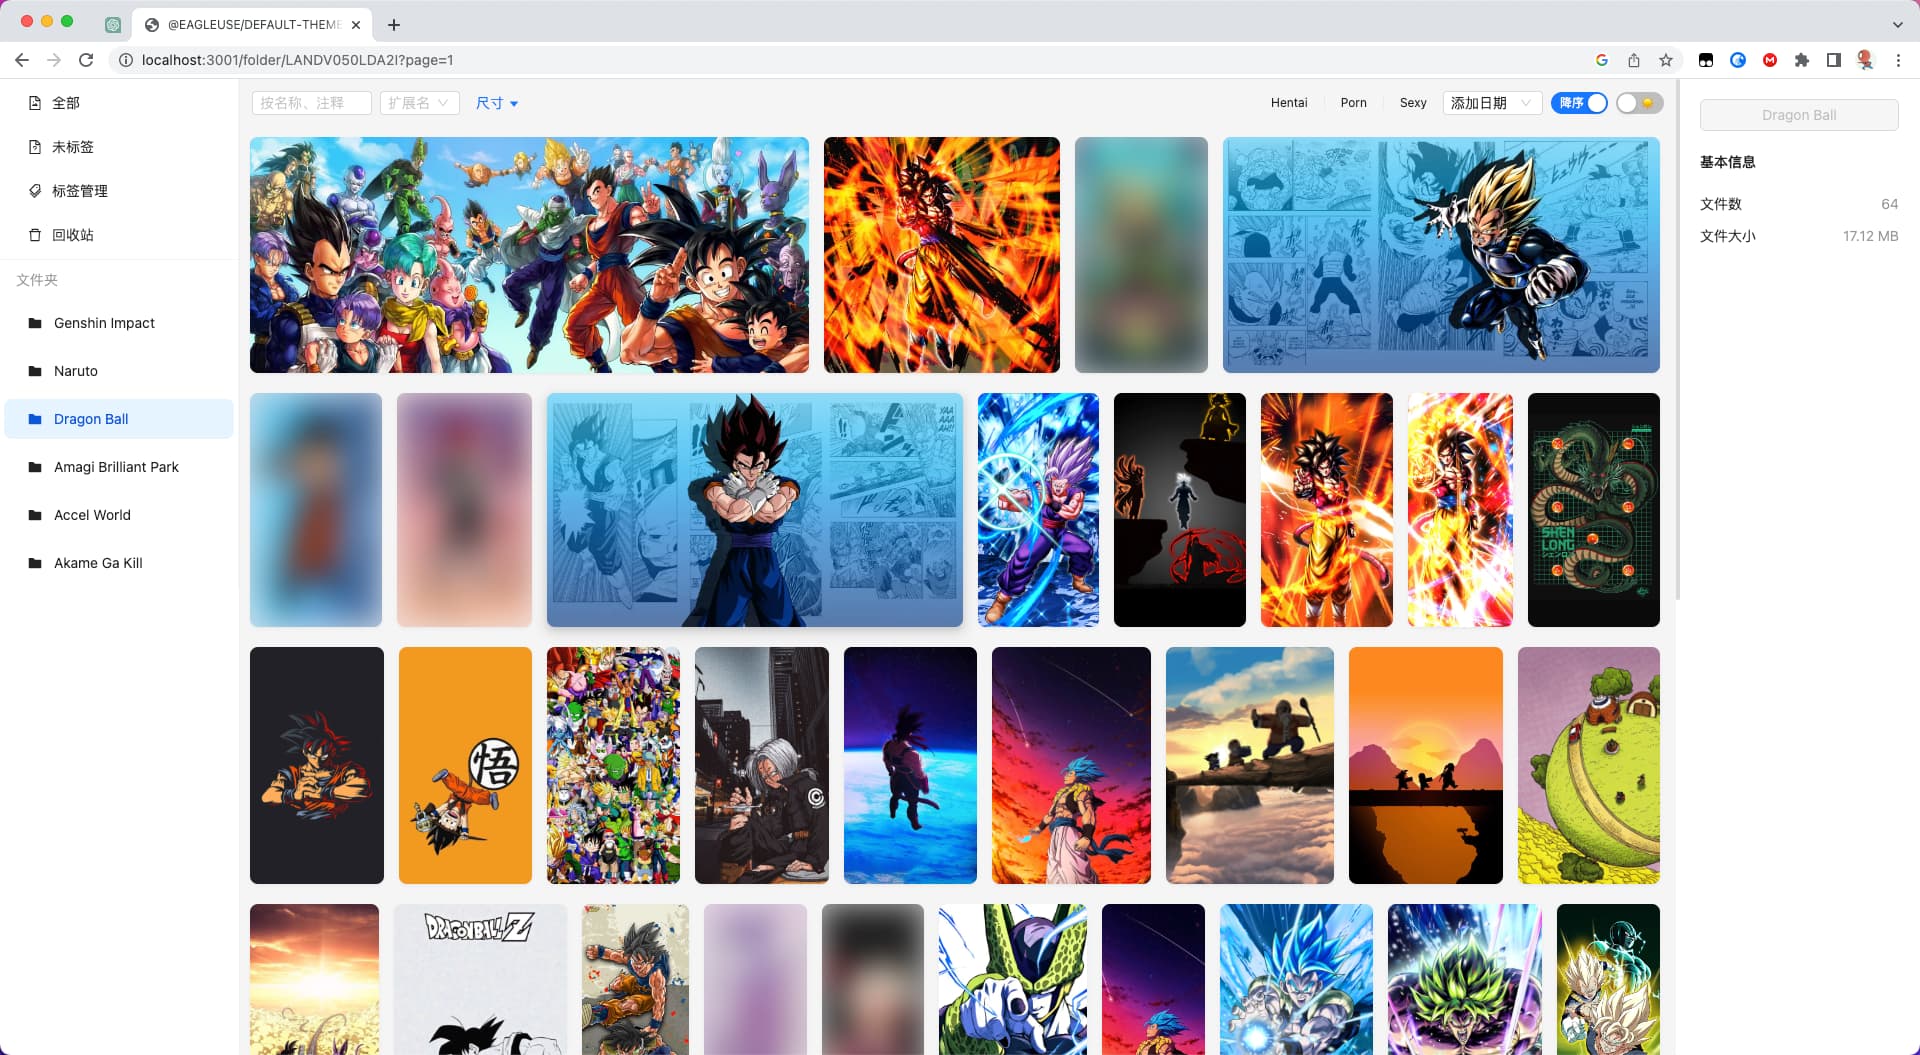 @EAGLEUSE/DEFAULT-THEME
localhost:3001/folder/LANDV050LDA2I?page=1
全部
未标签
标签管理
回收站
文件夹
Genshin Impact
Naruto
Dragon Ball
Amagi Brilliant Park
Accel World
Akame Ga Kill
按名称、注释
扩展名
尺寸
Hentai
Porn
Sexy
添加日期
降序
YAA
AAA
AH!!
SHEN
LONG
悟
DRAGONBALL Z
Dragon Ball
基本信息
文件数 64
文件大小 17.12 MB